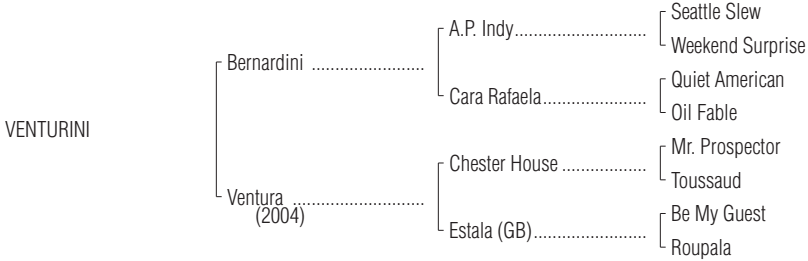 Seattle Slew
A.P. Indy..............................
Weekend Surprise
Bernardini ........................
Quiet American
Cara Rafaela.......................
Oil Fable
VENTURINI
Mr. Prospector
Chester House ...................
Toussaud
Ventura ............................
(2004)
Be My Guest
Estala (GB).........................
Roupala